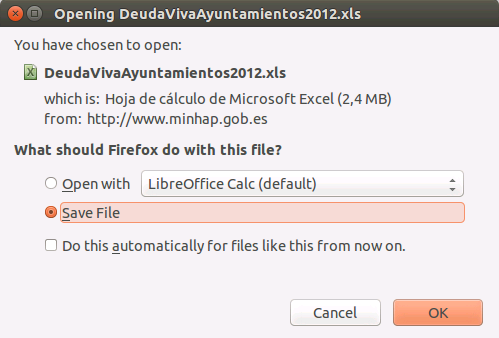 Opening DeudaVivaAyuntamientos2012.xls
You have chosen to open:
DeudaVivaAyuntamientos2012.xls
which is: Hoja de cálculo de Microsoft Excel (2,4 MB)
from: http://www.minhap.gob.es
What should Firefox do with this file?
Open with LibreOffice Calc (default)
Save File
Do this automatically for files like this from now on.
Cancel OK